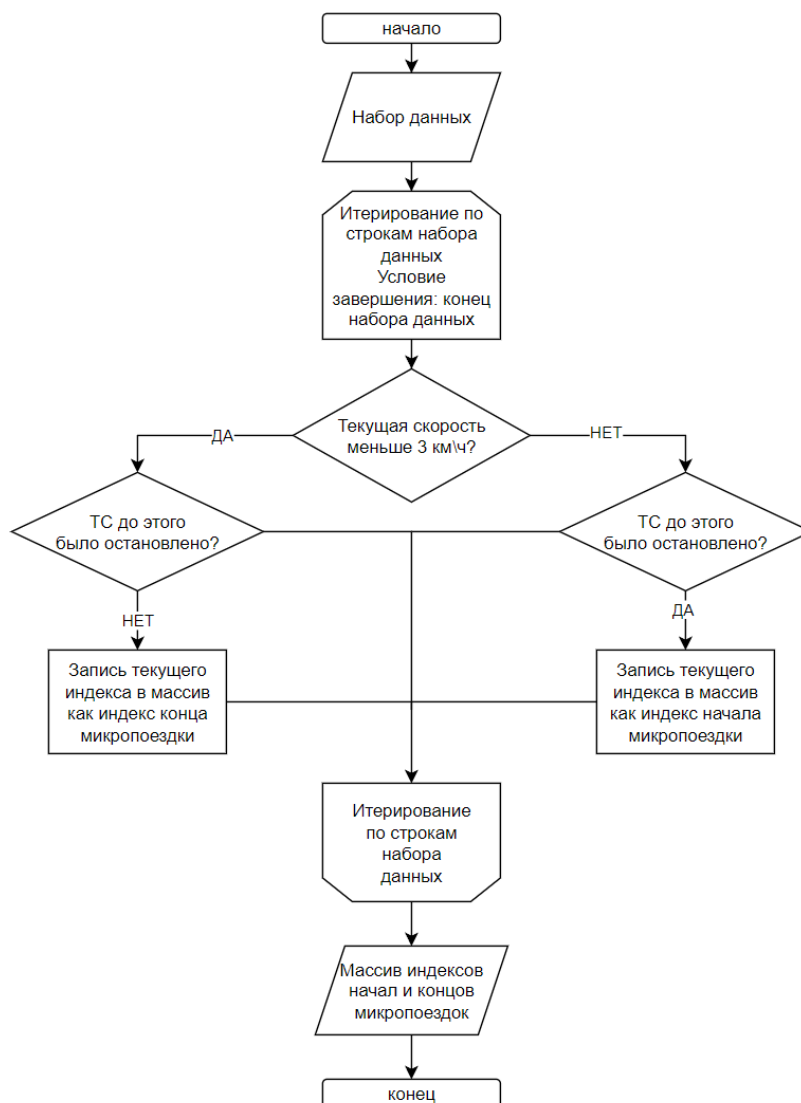 начало
Набор данных
Итерирование по
строкам набора
данных
Условие
завершения: конец
набора данных
Текущая скорость
меньше 3 км\ч?
ДА
НЕТ
ТС до этого
было остановлено?
ТС до этого
было остановлено?
НЕТ
ДА
Запись текущего
индекса в массив
как индекс конца
микропоездки
Запись текущего
индекса в массив
как индекс начала
микропоездки
Итерирование
по строкам
набора
данных
Массив индексов
начал и концов
микропоездок
конец